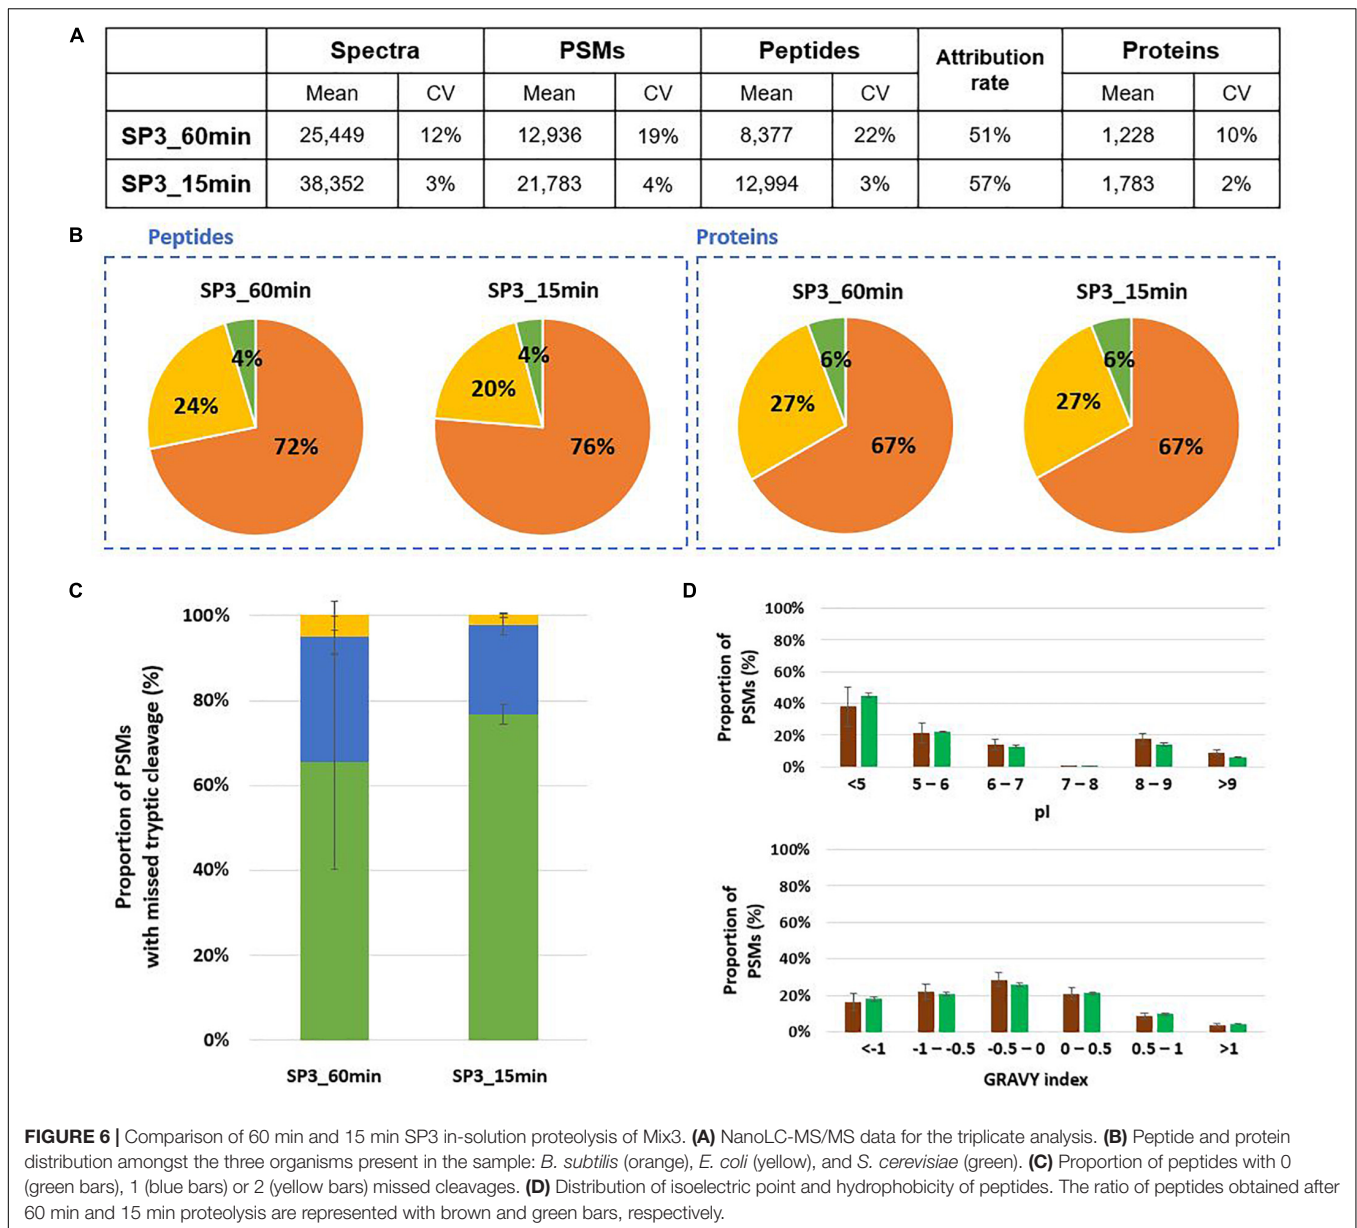 A
Spectra PSMs Peptides Attribution rate Proteins
Mean CV Mean CV Mean CV Mean CV
SP3_60min 25,449 12% 12,936 19% 8,377 22% 51% 1,228 10%
SP3_15min 38,352 3% 21,783 4% 12,994 3% 57% 1,783 2%
B
Peptides Proteins
SP3_60min SP3_15min SP3_60min SP3_15min
4% 4% 6% 6%
24% 20% 27% 27%
72% 76% 67% 67%
C
Proportion of PSMs
with missed tryptic cleavage (%)
100%
80%
60%
40%
20%
0%
SP3_60min SP3_15min
D
Proportion of
PSMs (%)
100%
80%
60%
40%
20%
0%
<5 5 – 6 6 – 7 7 – 8 8 – 9 >9
pI
Proportion of
PSMs (%)
100%
80%
60%
40%
20%
0%
<-1 -1 – -0.5 -0.5 – 0 0 – 0.5 0.5 – 1 >1
GRAVY index
FIGURE 6 | Comparison of 60 min and 15 min SP3 in-solution proteolysis of Mix3. (A) NanoLC-MS/MS data for the triplicate analysis. (B) Peptide and protein
distribution amongst the three organisms present in the sample: B. subtilis (orange), E. coli (yellow), and S. cerevisiae (green). (C) Proportion of peptides with 0
(green bars), 1 (blue bars) or 2 (yellow bars) missed cleavages. (D) Distribution of isoelectric point and hydrophobicity of peptides. The ratio of peptides obtained after
60 min and 15 min proteolysis are represented with brown and green bars, respectively.